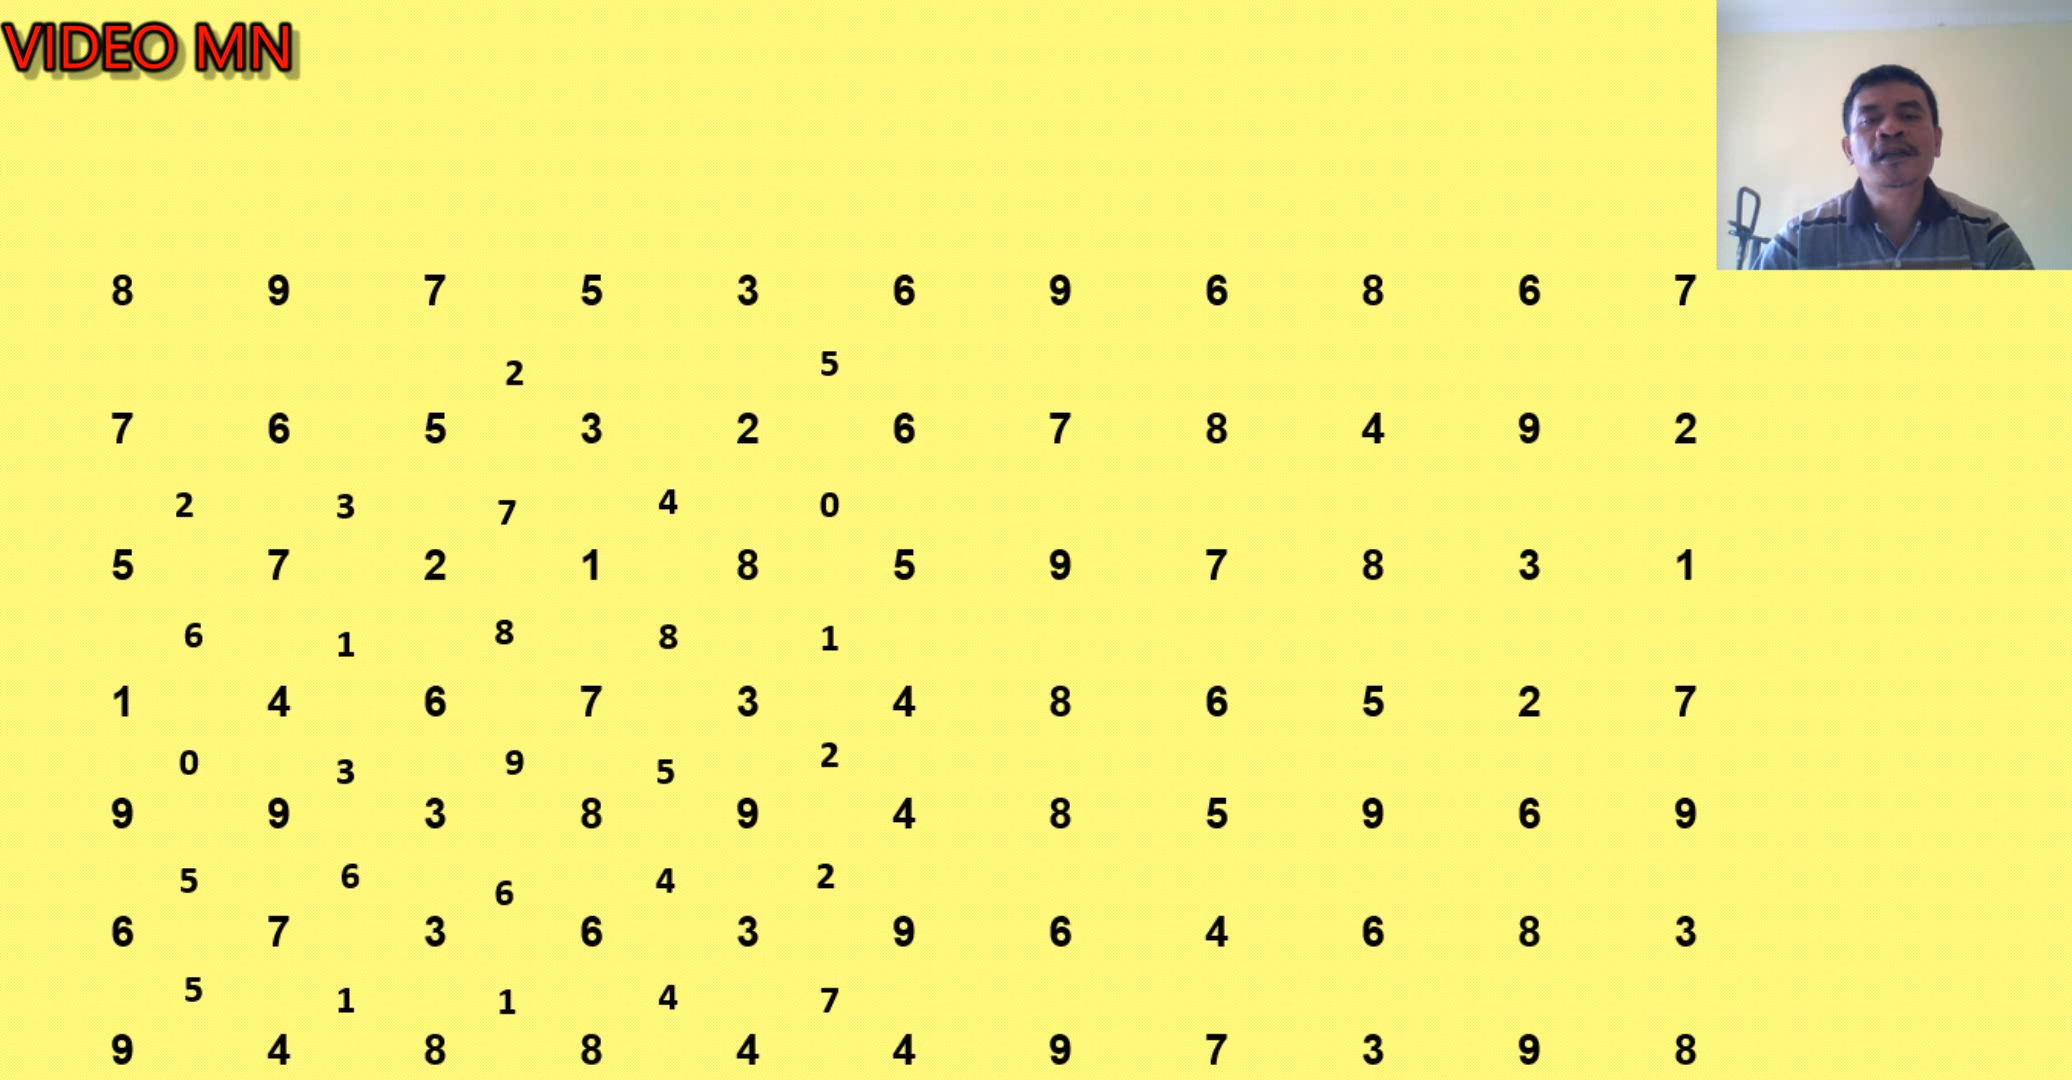 VIDEO MN
8 9 7 5 3 6 9 6 8 6 7
2 5
7 6 5 3 2 6 7 8 4 9 2
2 3 7 4 0
5 7 2 1 8 5 9 7 8 3 1
6 1 8 8 1
1 4 6 7 3 4 8 6 5 2 7
0 3 9 5 2
9 9 3 8 9 4 8 5 9 6 9
5 6 6 4 2
6 7 3 6 3 9 6 4 6 8 3
5 1 1 4 7
9 4 8 8 4 4 9 7 3 9 8